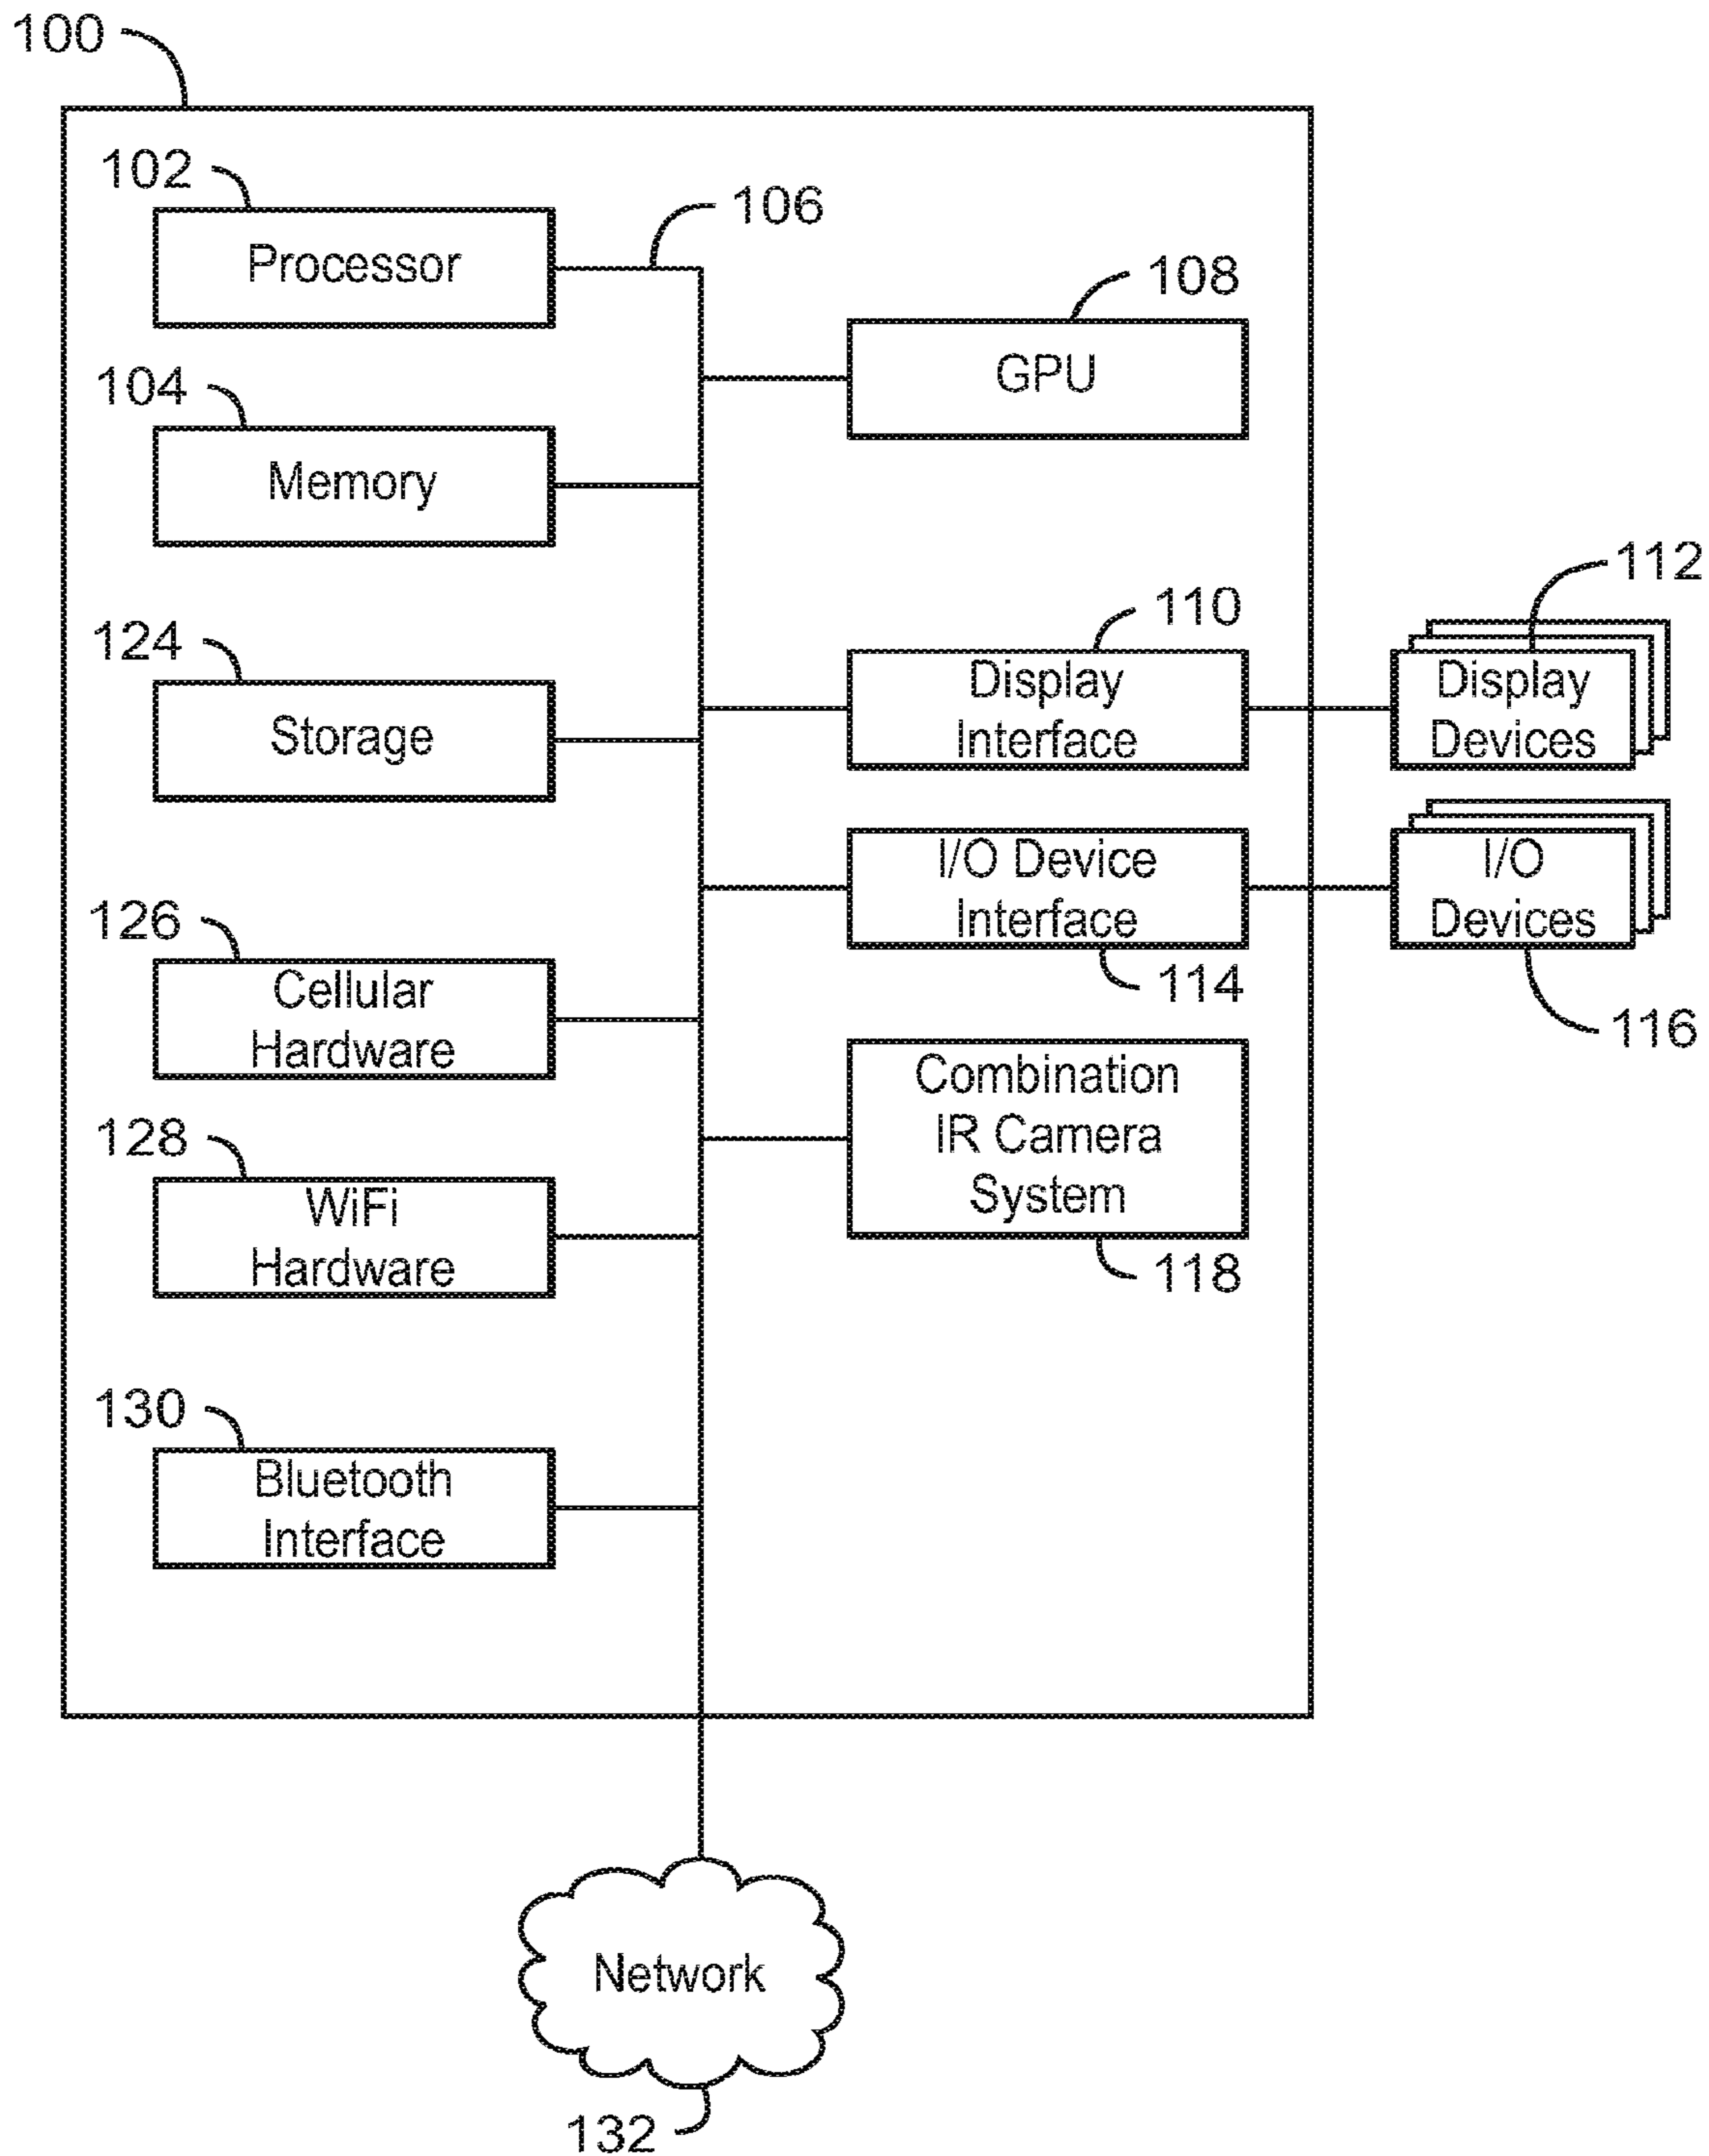 100
102
Processor
106
108
GPU
104
Memory
112
110
Display
Interface
Display
Devices
124
Storage
I/O Device
Interface
114
I/O
Devices
116
126
Cellular
Hardware
Combination
IR Camera
System
118
128
WiFi
Hardware
130
Bluetooth
Interface
Network
132